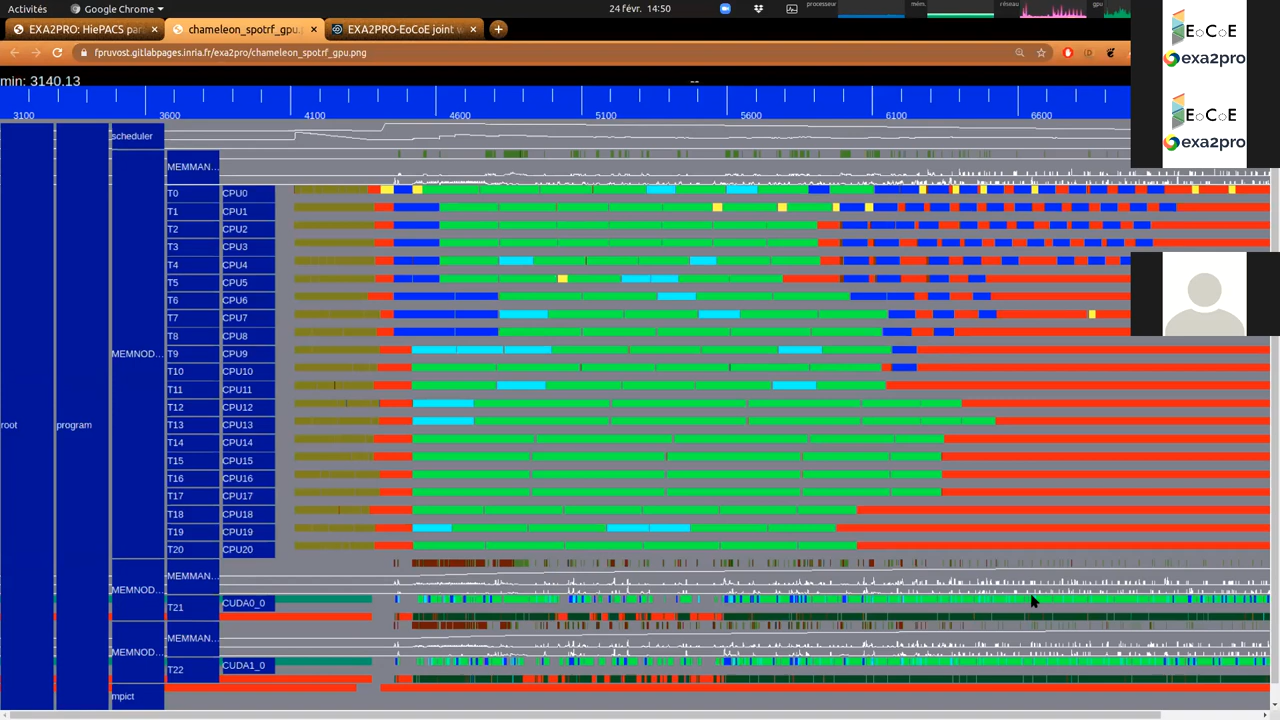 Activités
Google Chrome
24 févr. 14:50
processeur
mém.
réseau
gpu
EXA2PRO: HiePACS par
chameleon_spotrf_gpu.
EXA2PRO-EoCoE joint w
fpruvost.gitlabpages.inria.fr/exa2pro/chameleon_spotrf_gpu.png
EoCoE
exa2pro
EoCoE
exa2pro
min: 3140.13
--
3100 3600 4100 4600 5100 5600 6100 6600
scheduler
MEMMAN...
T0 CPU0
T1 CPU1
T2 CPU2
T3 CPU3
T4 CPU4
T5 CPU5
T6 CPU6
T7 CPU7
T8 CPU8
MEMNOD... T9 CPU9
T10 CPU10
T11 CPU11
T12 CPU12
root program T13 CPU13
T14 CPU14
T15 CPU15
T16 CPU16
T17 CPU17
T18 CPU18
T19 CPU19
T20 CPU20
MEMMAN...
MEMNOD...
T21 CUDA0_0
MEMMAN...
MEMNOD...
T22 CUDA1_0
mpict